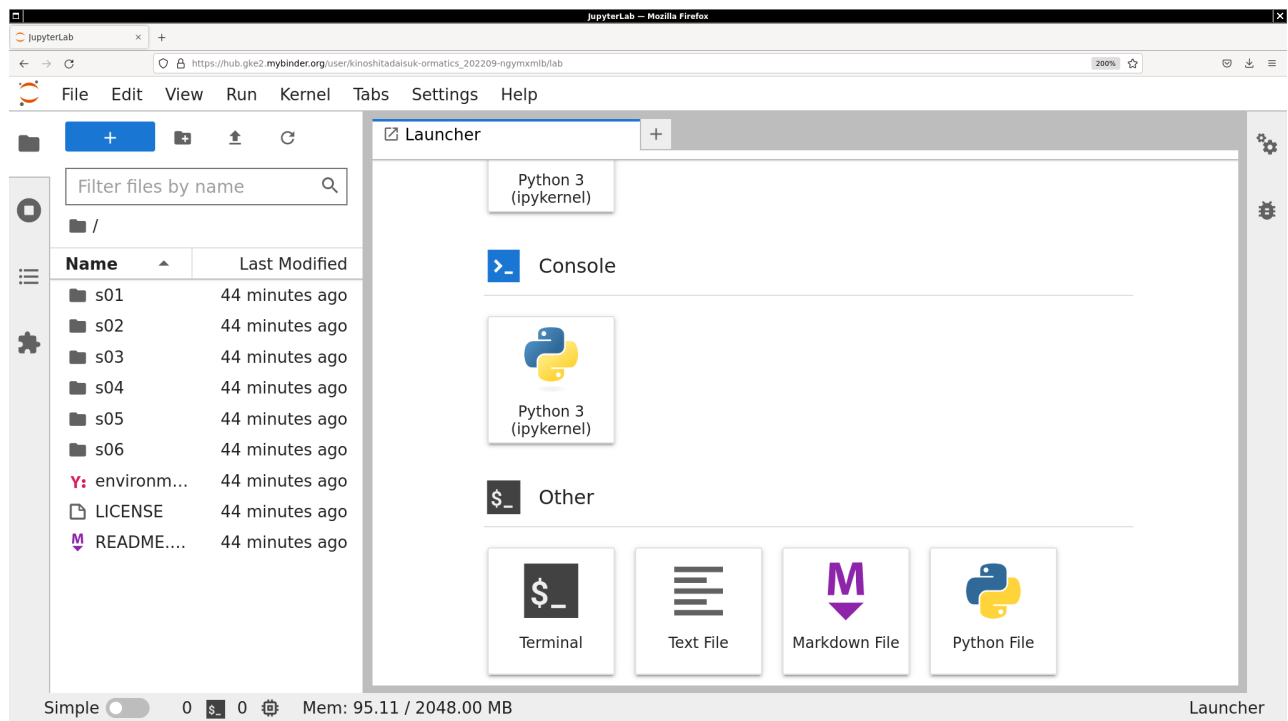 JupyterLab — Mozilla Firefox
JupyterLab
https://hub.gke2.mybinder.org/user/kinoshitadaisuk-ormatics_202209-ngymxmlb/lab
200%
File Edit View Run Kernel Tabs Settings Help
Launcher
Filter files by name
/
Name Last Modified
s01 44 minutes ago
s02 44 minutes ago
s03 44 minutes ago
s04 44 minutes ago
s05 44 minutes ago
s06 44 minutes ago
Y: environm... 44 minutes ago
LICENSE 44 minutes ago
M README.... 44 minutes ago
Python 3
(ipykernel)
Console
Python 3
(ipykernel)
$_ Other
$_
Terminal
Text File
M
Markdown File
Python File
Simple 0 $_ 0 Mem: 95.11 / 2048.00 MB Launcher